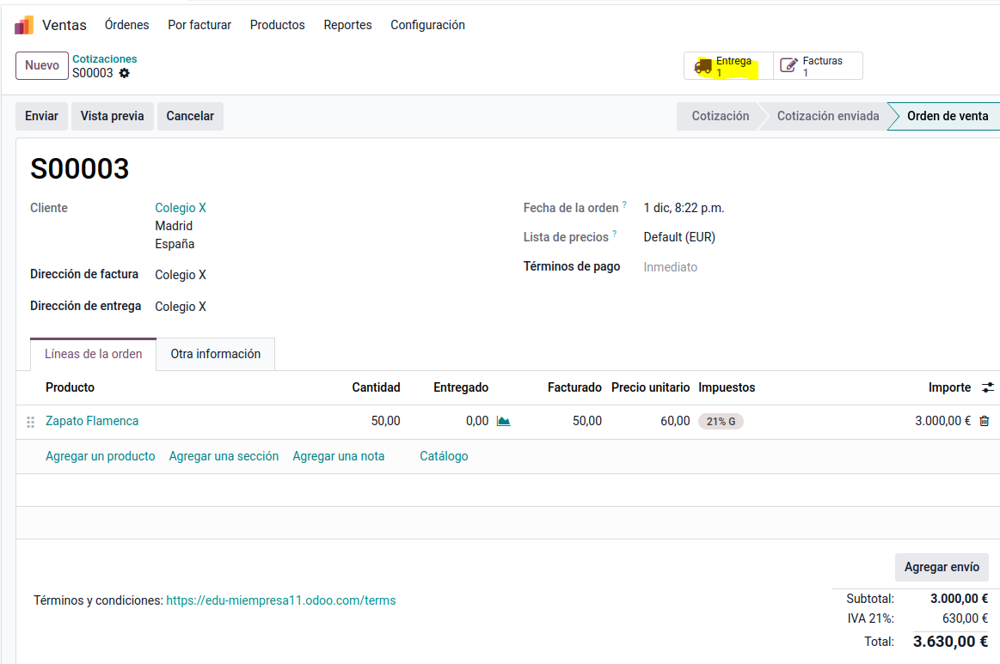 Ventas Órdenes Por facturar Productos Reportes Configuración
Nuevo Cotizaciones
S00003
Entrega
1
Facturas
1
Enviar Vista previa Cancelar Cotización Cotización enviada Orden de venta
S00003
Cliente Colegio X
Madrid
España
Dirección de factura Colegio X
Dirección de entrega Colegio X
Fecha de la orden ? 1 dic, 8:22 p.m.
Lista de precios ? Default (EUR)
Términos de pago Inmediato
Líneas de la orden Otra información
Producto Cantidad Entregado Facturado Precio unitario Impuestos Importe
Zapato Flamenca 50,00 0,00 50,00 60,00 21% G 3.000,00 €
Agregar un producto Agregar una sección Agregar una nota Catálogo
Agregar envío
Términos y condiciones: https://edu-miempresa11.odoo.com/terms
Subtotal: 3.000,00 €
IVA 21%: 630,00 €
Total: 3.630,00 €